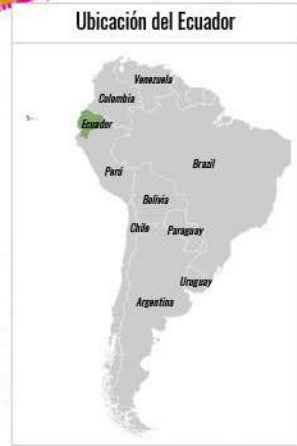 Ubicación del Ecuador
Venezuela
Colombia
Ecuador
Perú
Brazil
Bolivia
Chile
Paraguay
Uruguay
Argentina